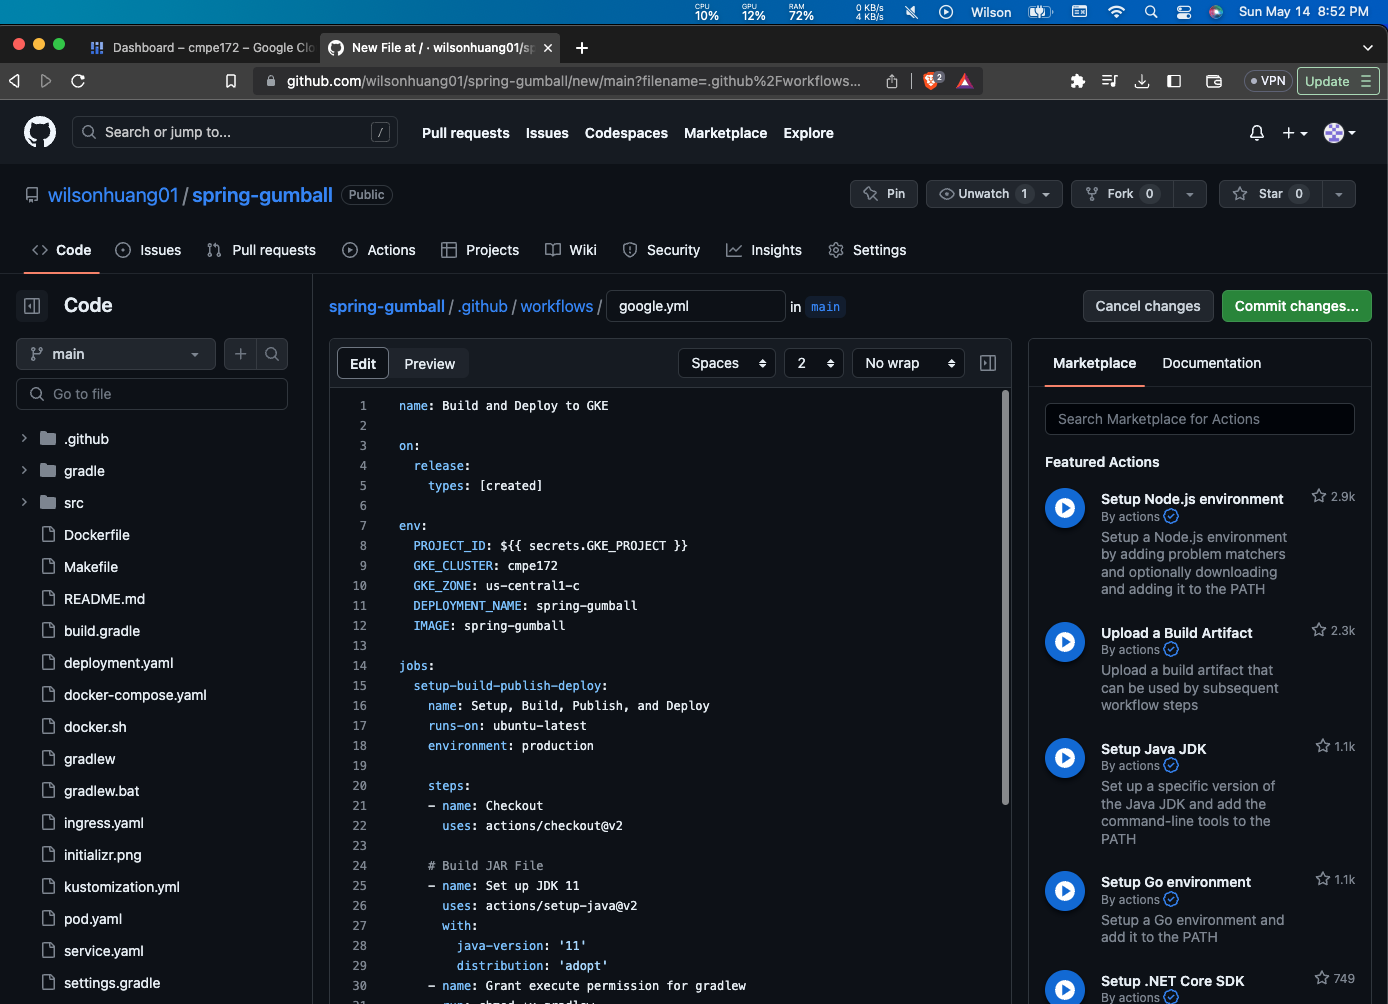 CPU 10% GPU 12% RAM 72% 0 KB/s 4 KB/s Wilson Sun May 14 8:52 PM
Dashboard – cmpe172 – Google Clo
New File at / · wilsonhuang01/sp
github.com/wilsonhuang01/spring-gumball/new/main?filename=.github%2Fworkflows... 2 VPN Update
Search or jump to... / Pull requests Issues Codespaces Marketplace Explore
wilsonhuang01 / spring-gumball Public Pin Unwatch 1 Fork 0 Star 0
Code Issues Pull requests Actions Projects Wiki Security Insights Settings
Code
main
Go to file
.github
gradle
src
Dockerfile
Makefile
README.md
build.gradle
deployment.yaml
docker-compose.yaml
docker.sh
gradlew
gradlew.bat
ingress.yaml
initializr.png
kustomization.yml
pod.yaml
service.yaml
settings.gradle
spring-gumball / .github / workflows / google.yml in main Cancel changes Commit changes...
Edit Preview Spaces 2 No wrap
1 name: Build and Deploy to GKE
2
3 on:
4 release:
5 types: [created]
6
7 env:
8 PROJECT_ID: ${{ secrets.GKE_PROJECT }}
9 GKE_CLUSTER: cmpe172
10 GKE_ZONE: us-central1-c
11 DEPLOYMENT_NAME: spring-gumball
12 IMAGE: spring-gumball
13
14 jobs:
15 setup-build-publish-deploy:
16 name: Setup, Build, Publish, and Deploy
17 runs-on: ubuntu-latest
18 environment: production
19
20 steps:
21 - name: Checkout
22 uses: actions/checkout@v2
23
24 # Build JAR File
25 - name: Set up JDK 11
26 uses: actions/setup-java@v2
27 with:
28 java-version: '11'
29 distribution: 'adopt'
30 - name: Grant execute permission for gradlew
Marketplace Documentation
Search Marketplace for Actions
Featured Actions
Setup Node.js environment 2.9k
By actions
Setup a Node.js environment
by adding problem matchers
and optionally downloading
and adding it to the PATH
Upload a Build Artifact 2.3k
By actions
Upload a build artifact that
can be used by subsequent
workflow steps
Setup Java JDK 1.1k
By actions
Set up a specific version of
the Java JDK and add the
command-line tools to the
PATH
Setup Go environment 1.1k
By actions
Setup a Go environment and
add it to the PATH
Setup .NET Core SDK 749
By actions